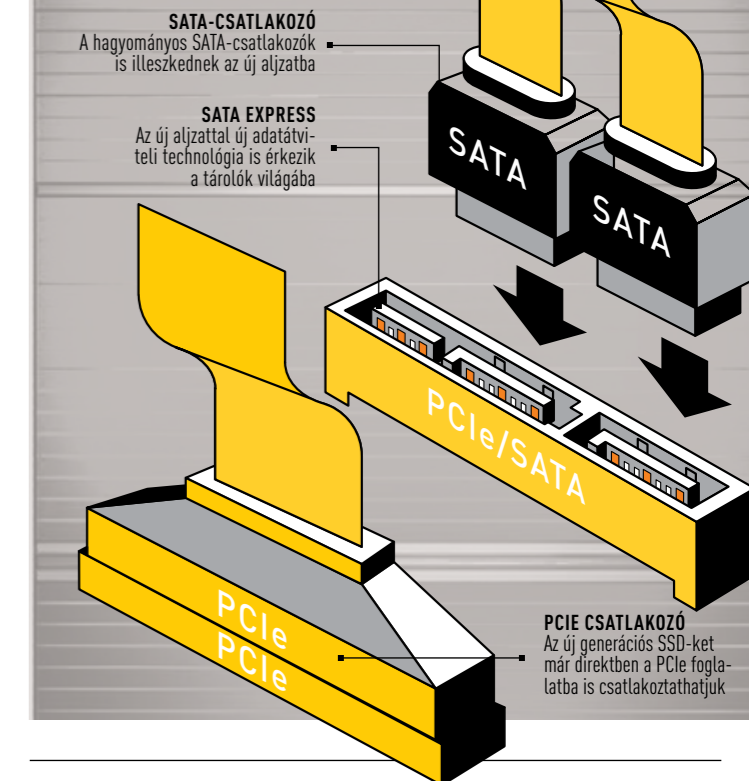 SATA-CSATLAKOZÓ
A hagyományos SATA-csatlakozók
is illeszkednek az új aljzatba
SATA EXPRESS
Az új aljzattal új adatátvi-
teli technológia is érkezik
a tárolók világába
SATA
SATA
PCIe/SATA
PCIe
PCIe
PCIE CSATLAKOZÓ
Az új generációs SSD-ket
már direktben a PCIe fogla-
latba is csatlakoztathatjuk